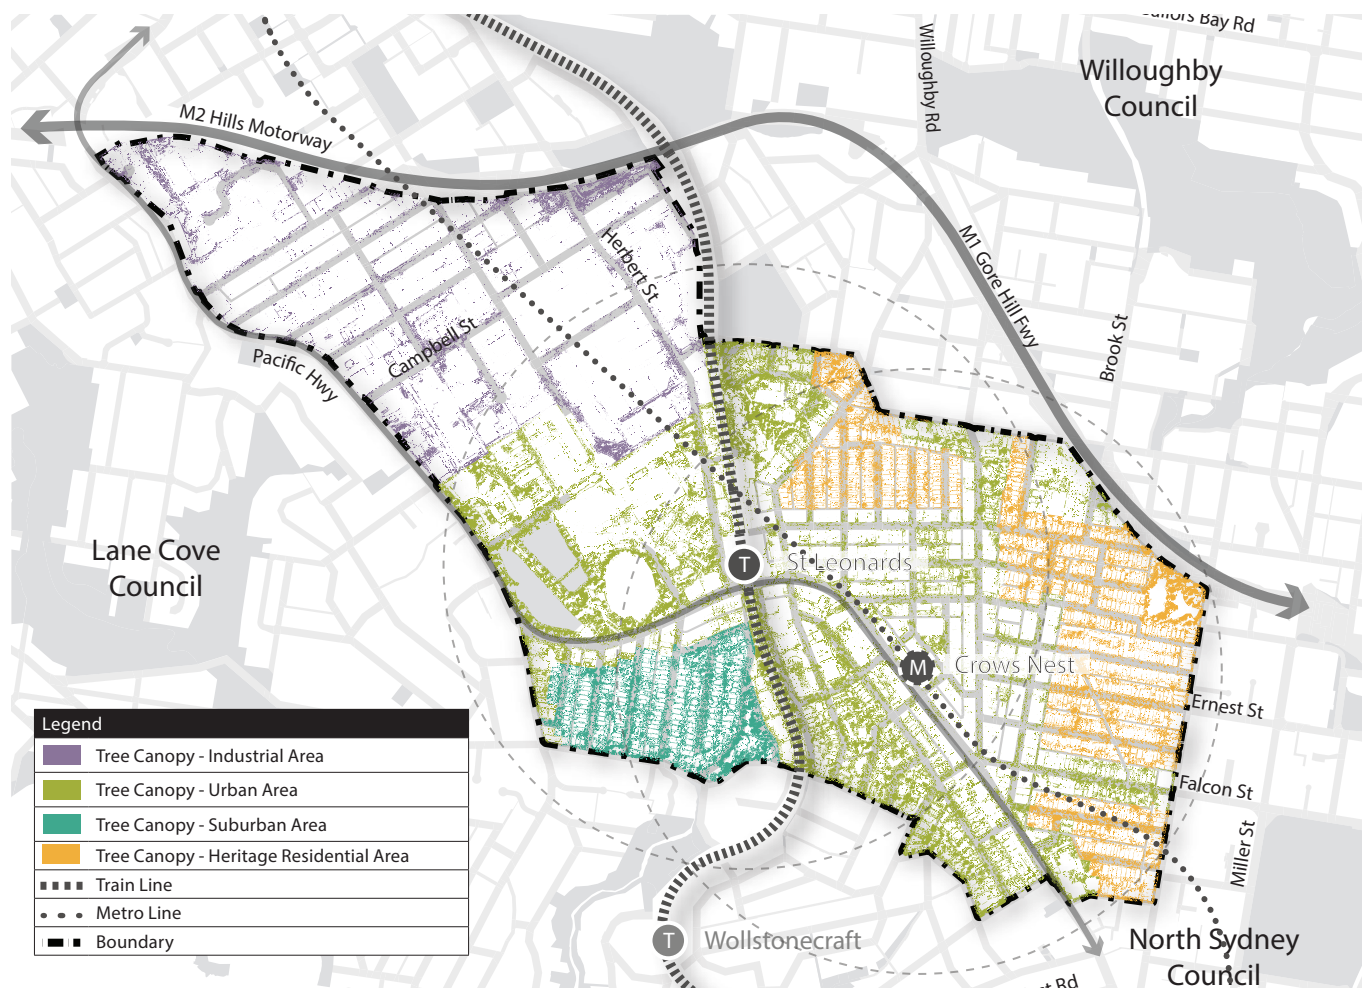 Bay Rd
Willoughby
Council
Willoughby Rd
M2 Hills Motorway
M1 Gore Hill Fwy
Herbert St
Brook St
Campbell St
Pacific Hwy
Lane Cove
Council
T
St Leonards
M
Crows Nest
Ernest St
Falcon St
Miller St
Legend
Tree Canopy - Industrial Area
Tree Canopy - Urban Area
Tree Canopy - Suburban Area
Tree Canopy - Heritage Residential Area
Train Line
Metro Line
Boundary
T
Wollstonecraft
North Sydney
Council
Rd